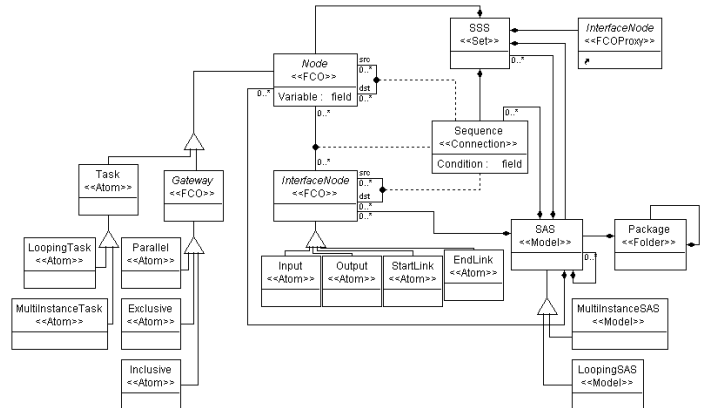 SSS
<<Set>>
InterfaceNode
<<FCOProxy>>
0..*
Node
<<FCO>>
Variable : field
src
0..*
dst
0..*
0..*
0..*
0..*
Sequence
<<Connection>>
Condition : field
0..*
Task
<<Atom>>
Gateway
<<FCO>>
InterfaceNode
<<FCO>>
src
0..*
dst
0..*
0..*
SAS
<<Model>>
0..*
Package
<<Folder>>
LoopingTask
<<Atom>>
Parallel
<<Atom>>
Input
<<Atom>>
Output
<<Atom>>
StartLink
<<Atom>>
EndLink
<<Atom>>
MultiInstanceTask
<<Atom>>
Exclusive
<<Atom>>
MultiInstanceSAS
<<Model>>
Inclusive
<<Atom>>
LoopingSAS
<<Model>>